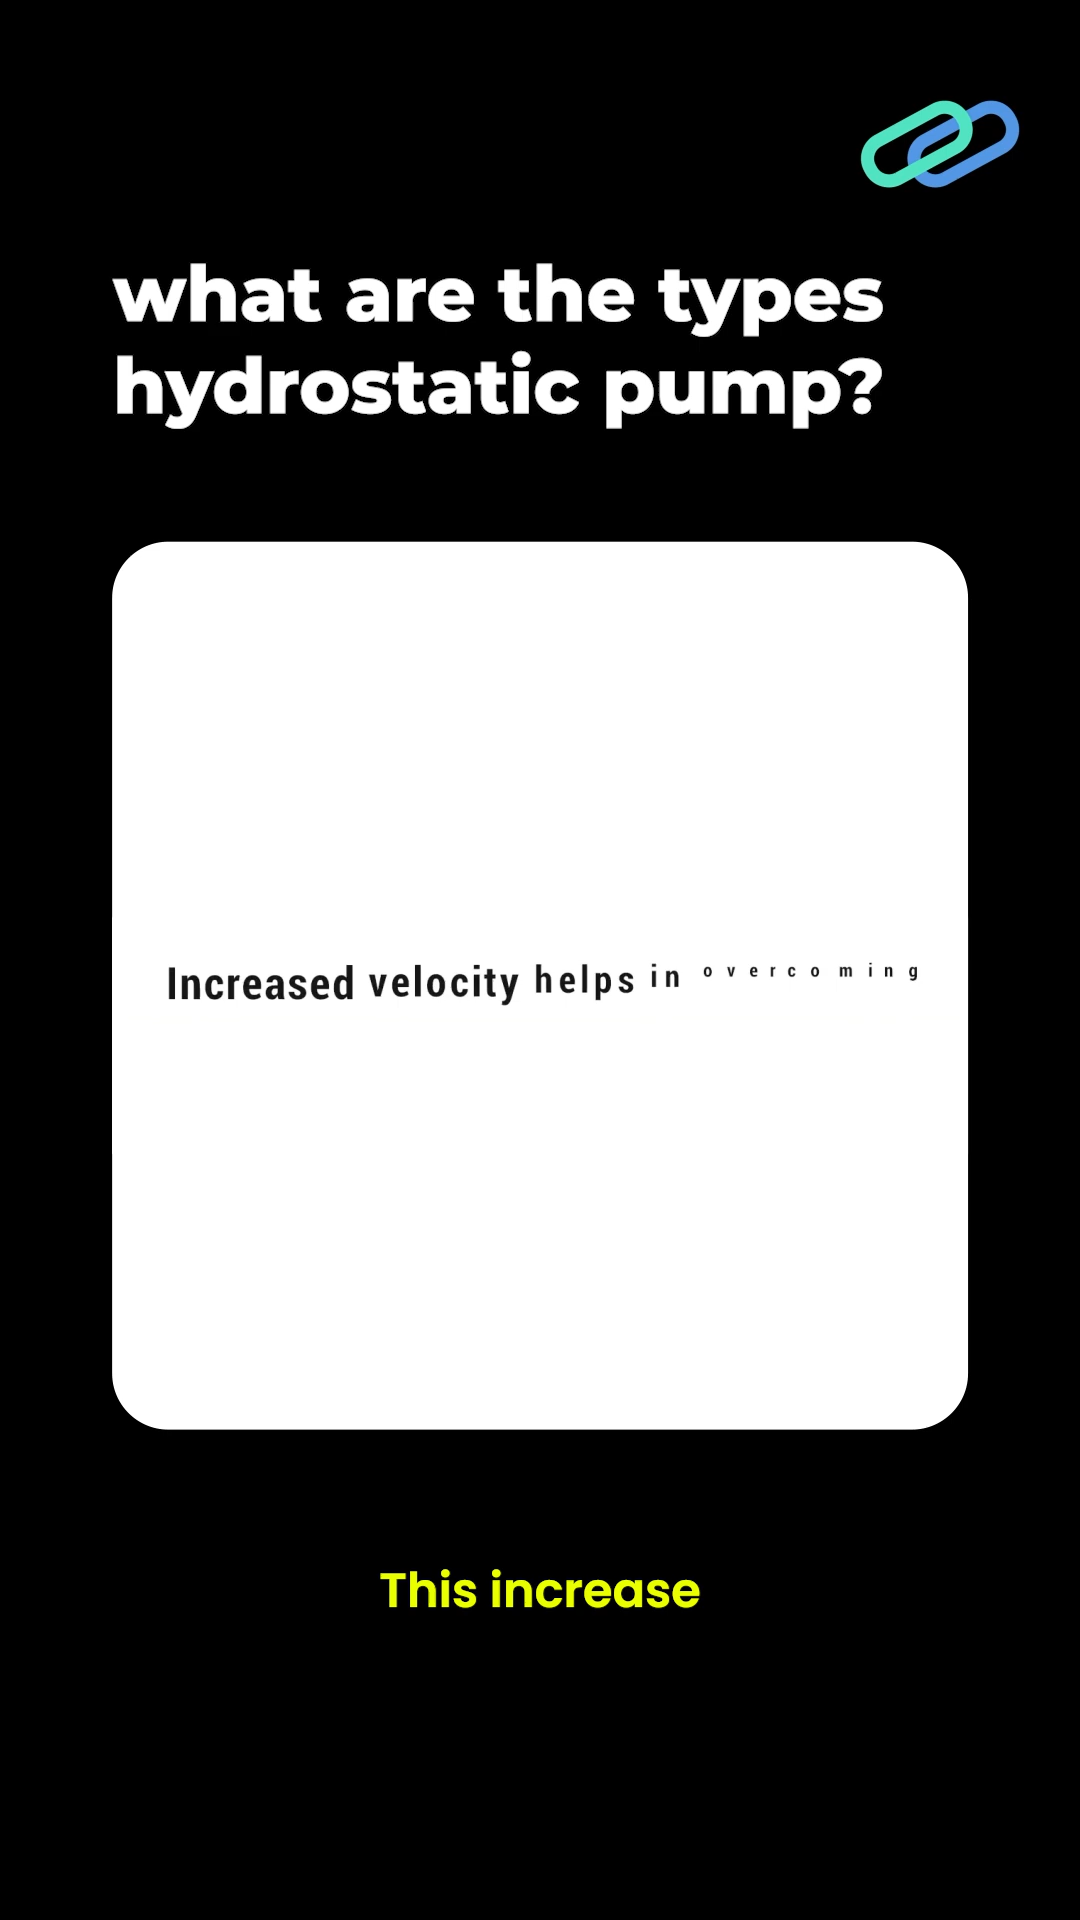 what are the types
hydrostatic pump?
Increased velocity helps in overcoming
This increase